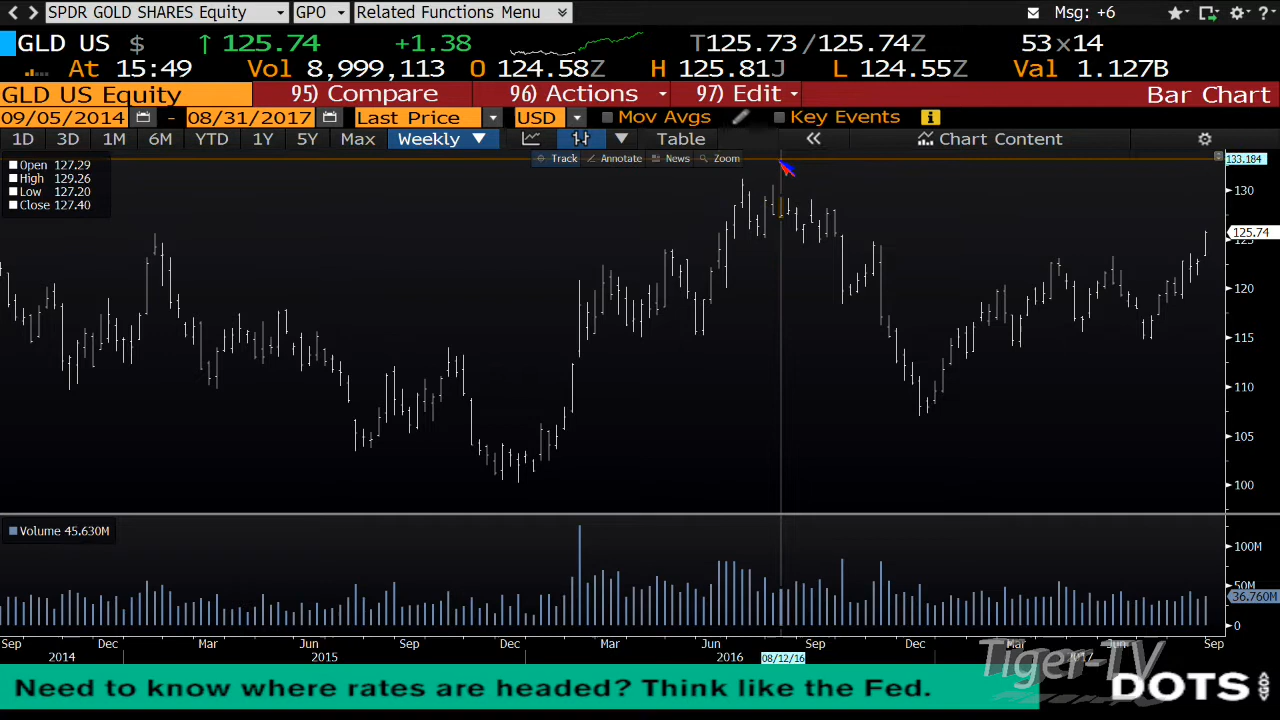 SPDR GOLD SHARES Equity GPO Related Functions Menu Msg: +6
GLD US $ ↑ 125.74 +1.38 T125.73 /125.74Z 53x14
At 15:49 Vol 8,999,113 O 124.58Z H 125.81J L 124.55Z Val 1.127B
GLD US Equity 95) Compare 96) Actions 97) Edit Bar Chart
09/05/2014 - 08/31/2017 Last Price USD Mov Avgs Key Events
1D 3D 1M 6M YTD 1Y 5Y Max Weekly ▼ Table « Chart Content
Track Annotate News Zoom
133.184
Open 127.29
High 129.26
Low 127.20
Close 127.40
130
125.74
125
120
115
110
105
100
Volume 45.630M
100M
50M
36.760M
0
Sep Dec Mar Jun Sep Dec Mar Jun Sep Dec Mar Jun Sep
2014 2015 2016 08/12/16 2017
Tiger-TV
Need to know where rates are headed? Think like the Fed.
DOTS